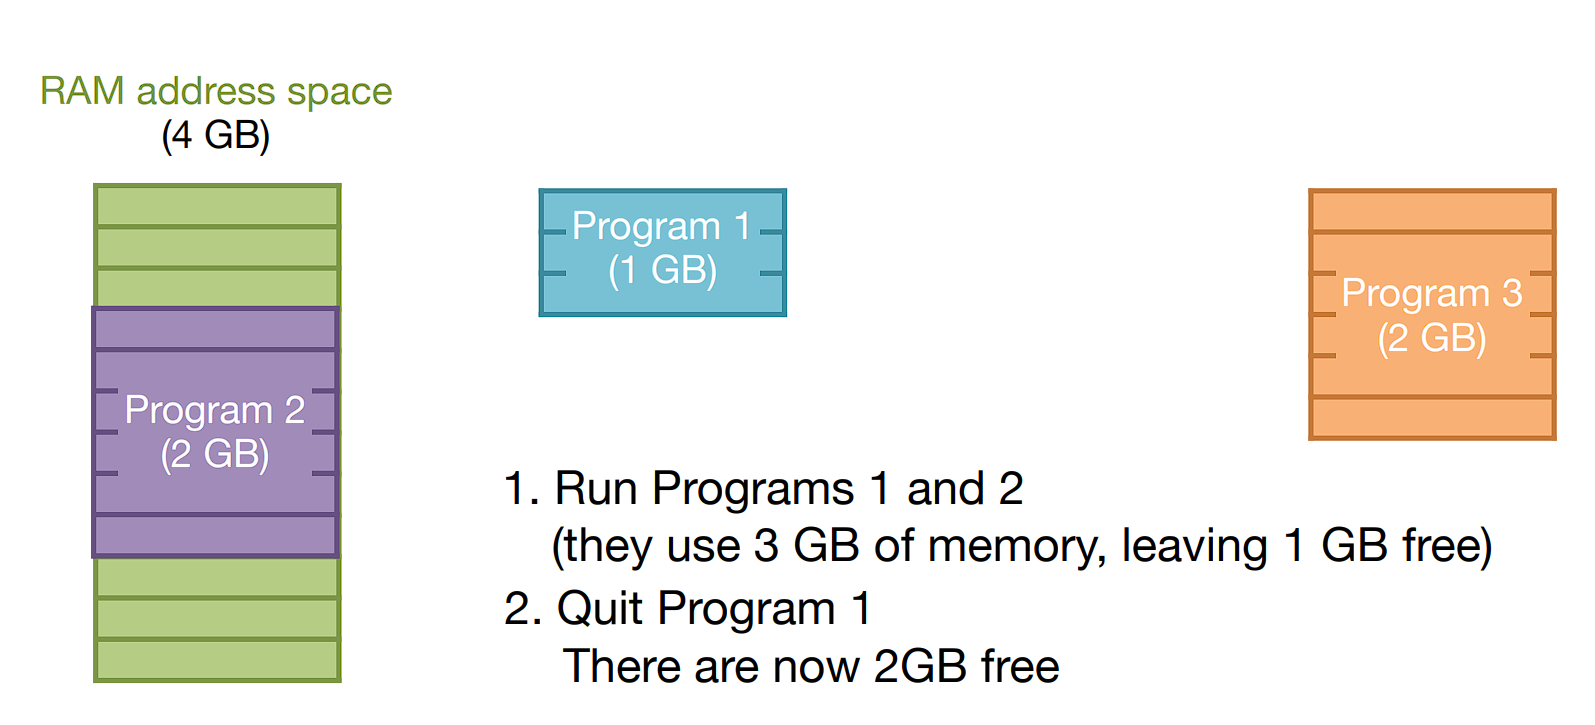 RAM address space
(4 GB)
Program 1
(1 GB)
Program 3
(2 GB)
Program 2
(2 GB)
1. Run Programs 1 and 2
(they use 3 GB of memory, leaving 1 GB free)
2. Quit Program 1
There are now 2GB free